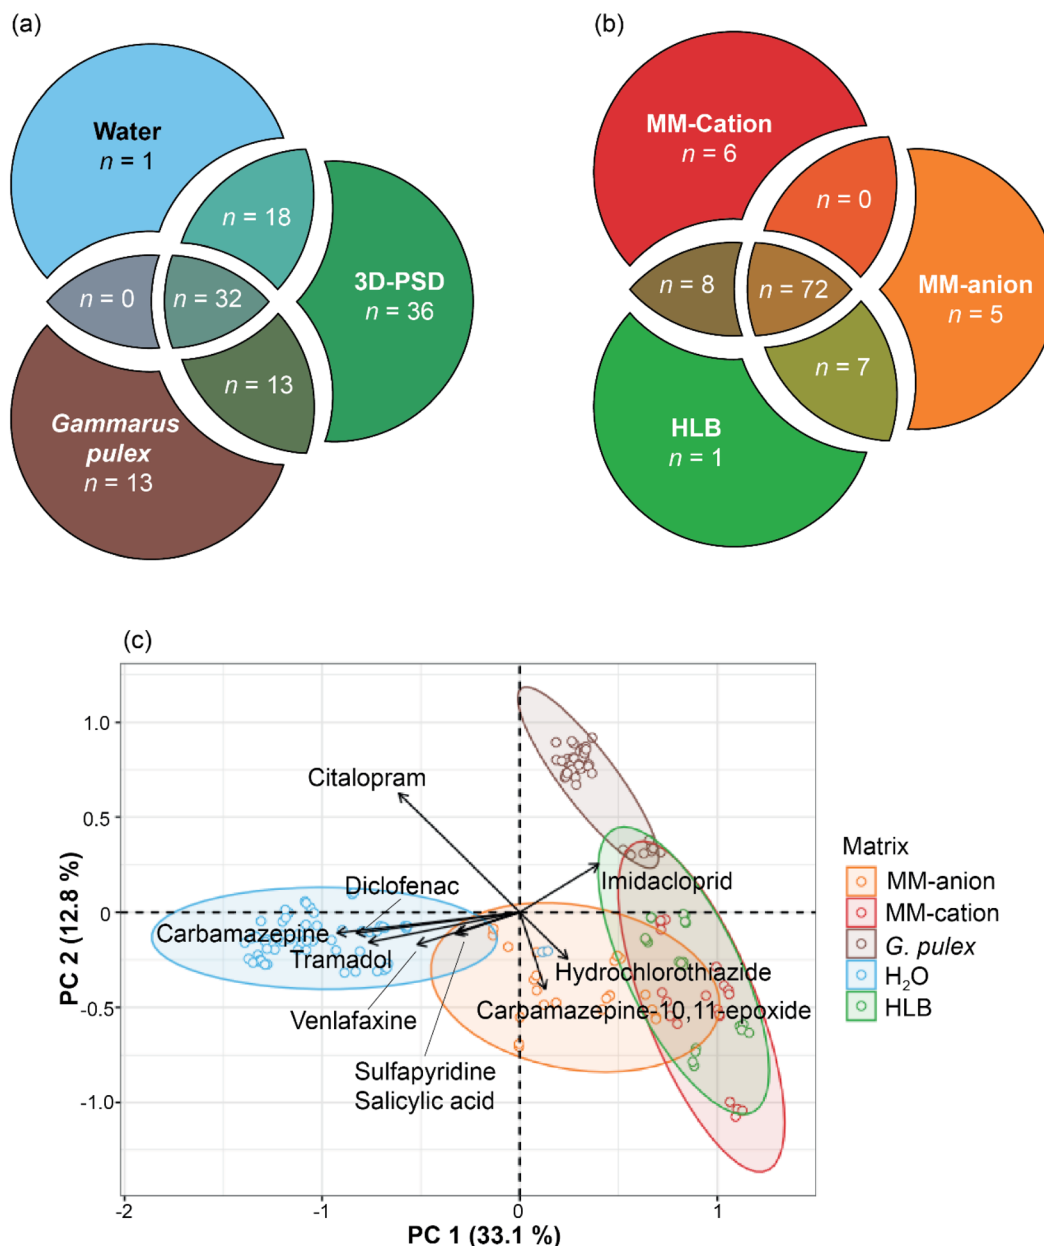 (a)
Water
n = 1
n = 18
3D-PSD
n = 36
n = 0
n = 32
n = 13
Gammarus
pulex
n = 13
(b)
MM-Cation
n = 6
n = 0
MM-anion
n = 5
n = 8
n = 72
n = 7
HLB
n = 1
(c)
1.0
0.5
0
-0.5
-1.0
PC 2 (12.8 %)
Citalopram
Diclofenac
Imidacloprid
Carbamazepine
Tramadol
Hydrochlorothiazide
Venlafaxine
Carbamazepine-10,11-epoxide
Sulfapyridine
Salicylic acid
-2
-1
0
1
PC 1 (33.1 %)
Matrix
MM-anion
MM-cation
G. pulex
H₂O
HLB